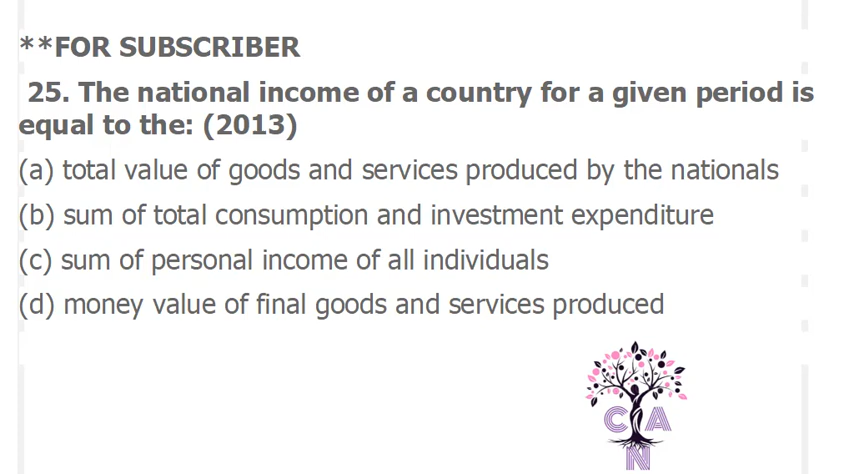 **FOR SUBSCRIBER
25. The national income of a country for a given period is
equal to the: (2013)
(a) total value of goods and services produced by the nationals
(b) sum of total consumption and investment expenditure
(c) sum of personal income of all individuals
(d) money value of final goods and services produced
C A
N